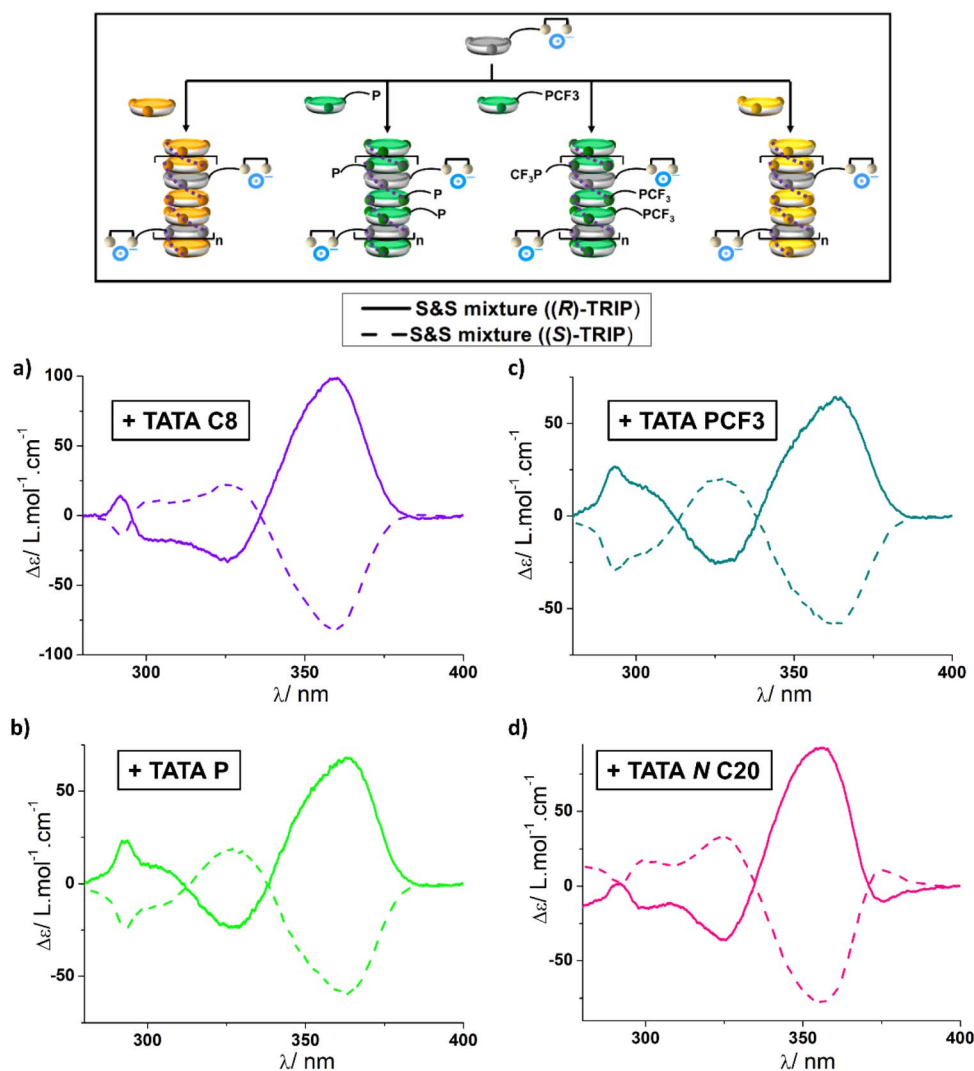 P
PCF3
P
P
P
n
CF₃P
PCF₃
PCF₃
n
n
n
S&S mixture ((R)-TRIP)
S&S mixture ((S)-TRIP)
a)
+ TATA C8
Δε/ L.mol⁻¹.cm⁻¹
100
50
0
-50
-100
300
350
400
λ/ nm
c)
+ TATA PCF3
Δε/ L.mol⁻¹.cm⁻¹
50
0
-50
300
350
400
λ/ nm
b)
+ TATA P
Δε/ L.mol⁻¹.cm⁻¹
50
0
-50
300
350
400
λ/ nm
d)
+ TATA N C20
Δε/ L.mol⁻¹.cm⁻¹
50
0
-50
300
350
400
λ/ nm